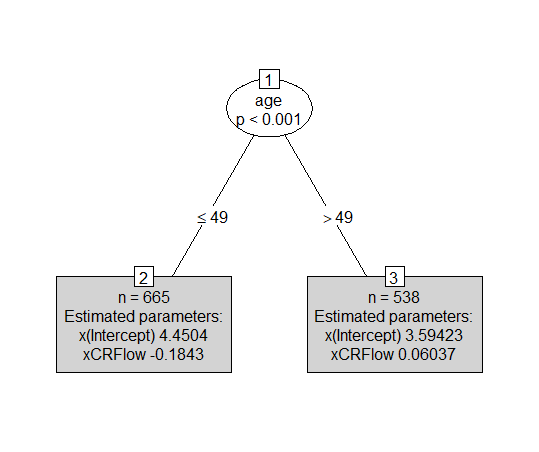 1
age
p < 0.001
≤ 49
> 49
2
n = 665
Estimated parameters:
x(Intercept) 4.4504
xCRFlow -0.1843
3
n = 538
Estimated parameters:
x(Intercept) 3.59423
xCRFlow 0.06037